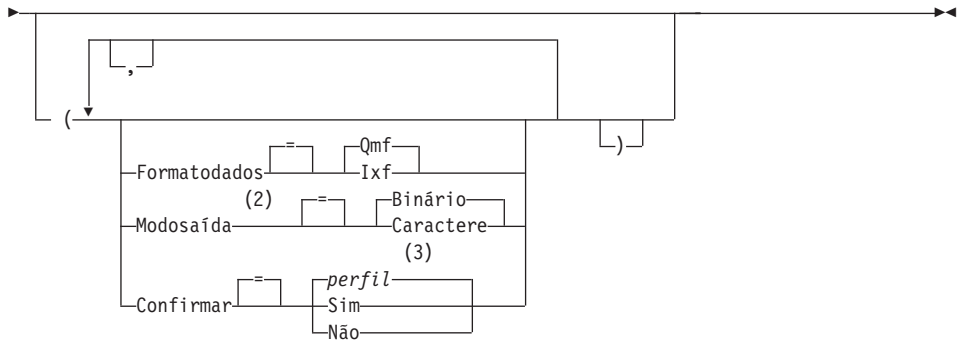 ,
(
)
Formatodados = Qmf
Ixf
(2)
Modosaída = Binário
Caractere
(3)
Confirmar = perfil
Sim
Não